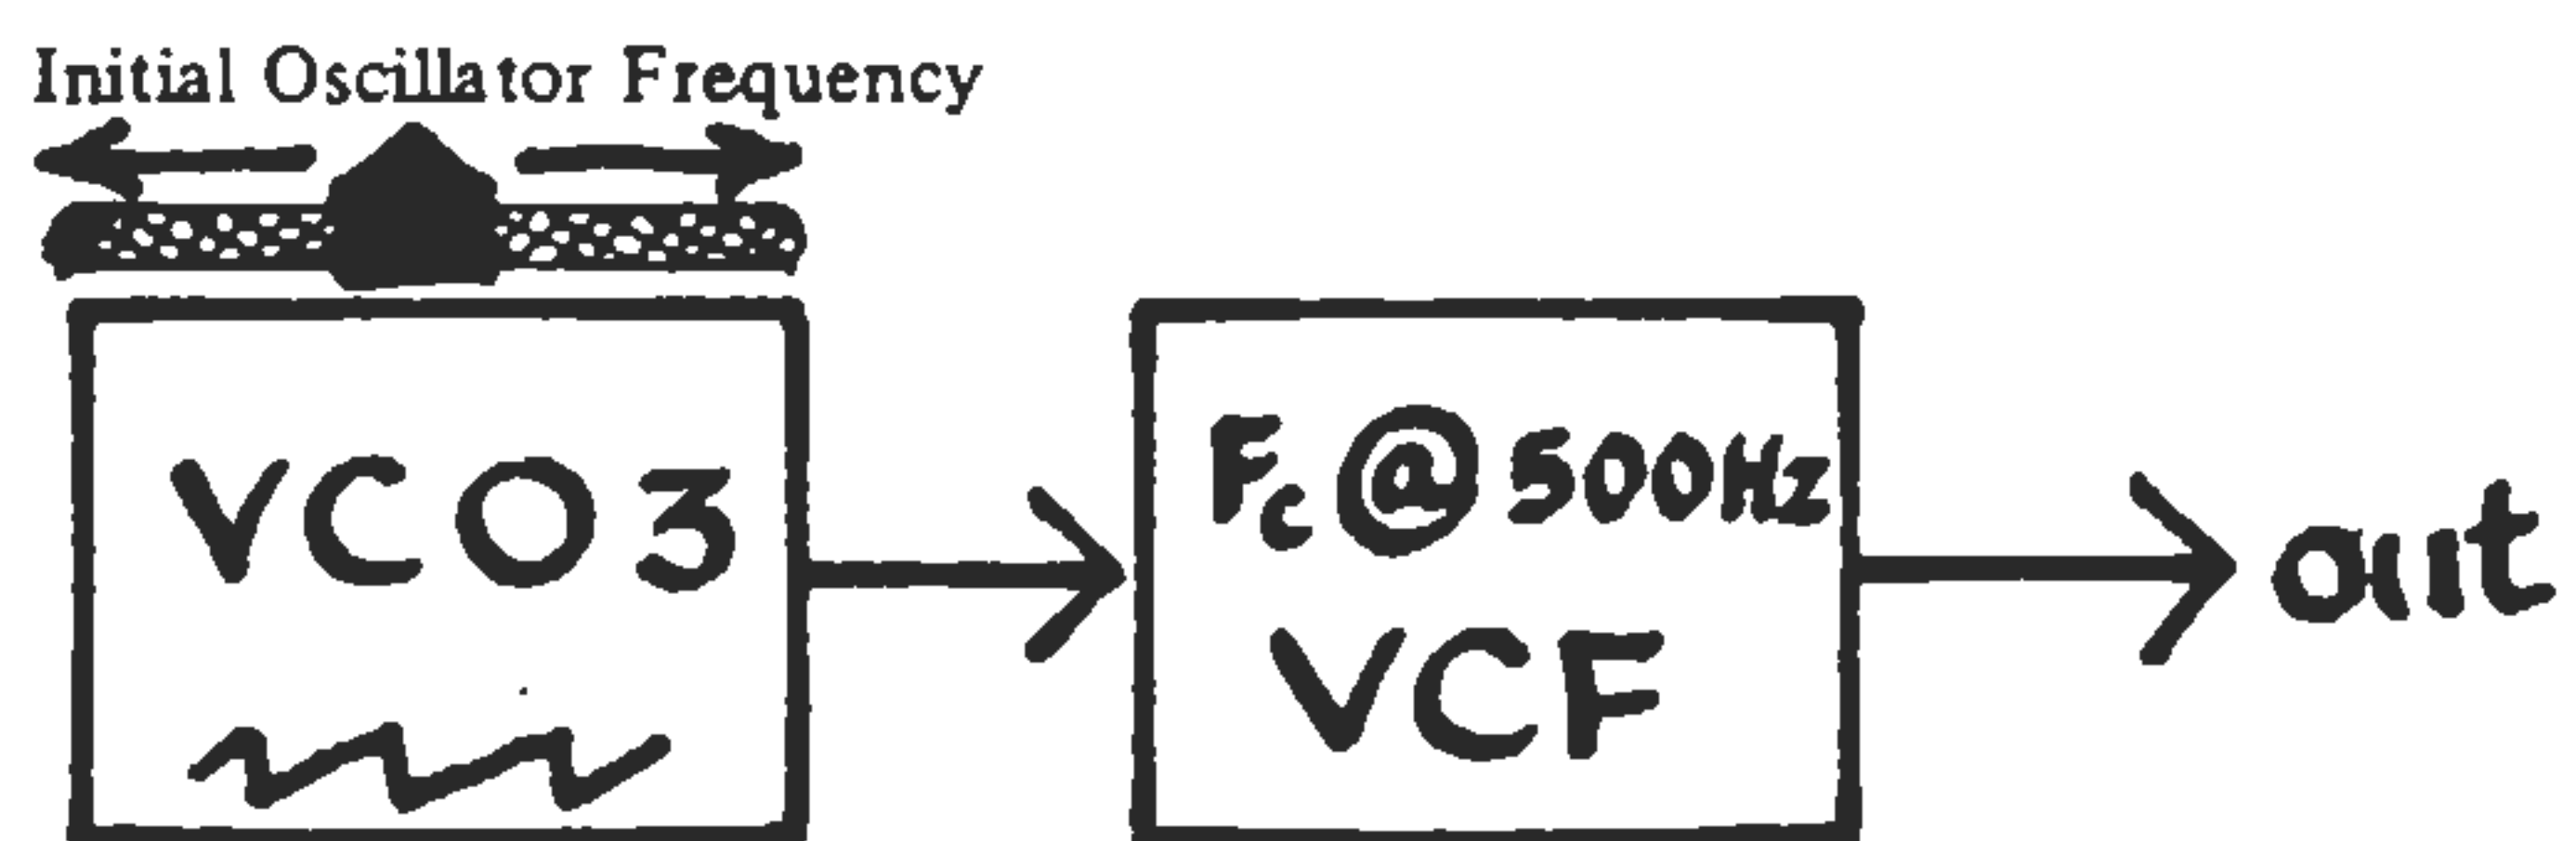 Initial Oscillator Frequency
VCO3
Fc@500Hz
VCF
out